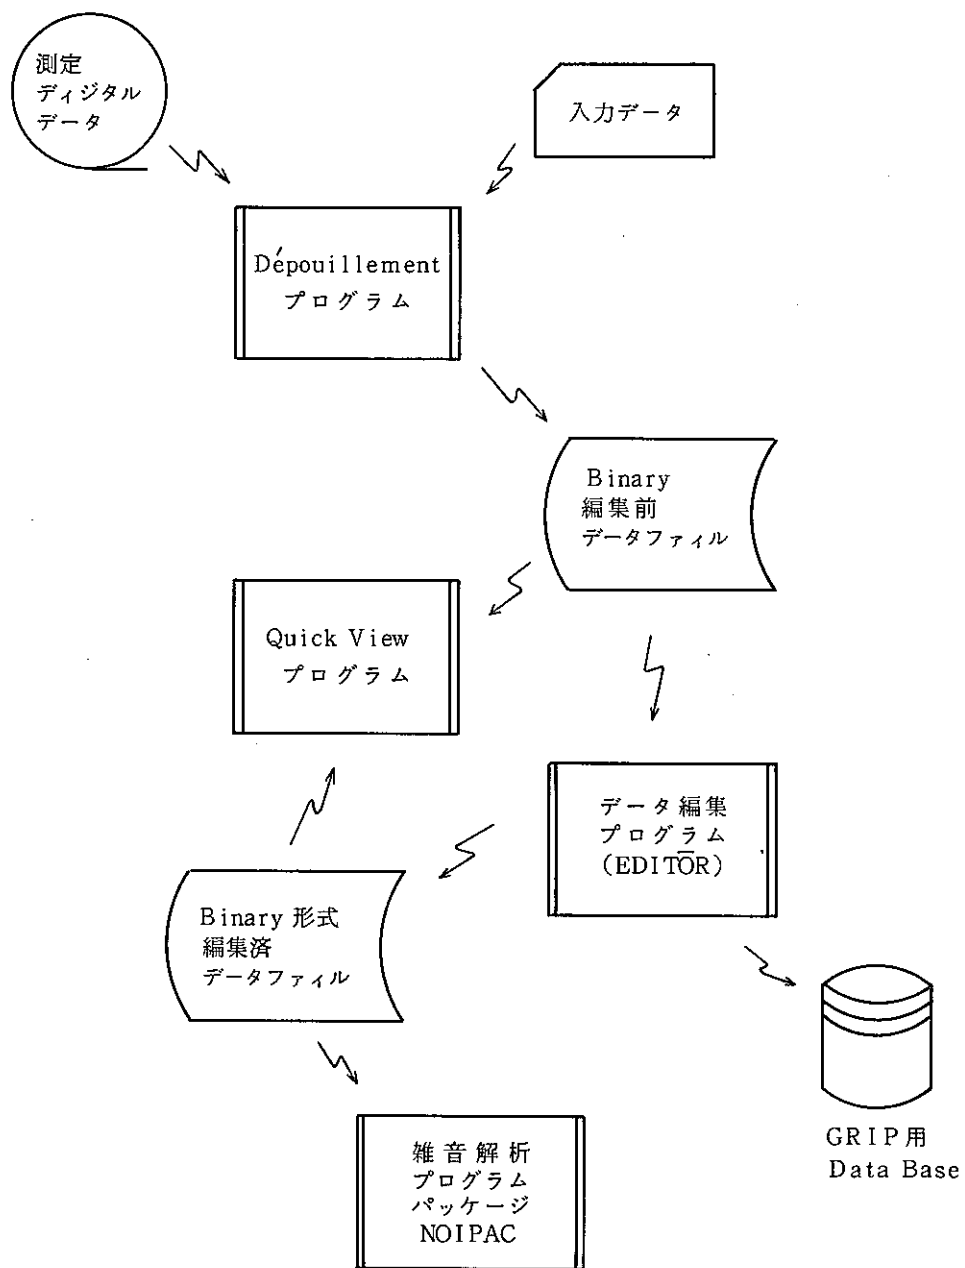 測定
ディジタル
データ
入力データ
Dépouillement
プログラム
Binary
編集前
データファィル
Quick View
プログラム
データ編集
プログラム
(EDITŌR)
Binary 形式
編集済
データファィル
GRIP用
Data Base
雑音解析
プログラム
パッケージ
NOIPAC